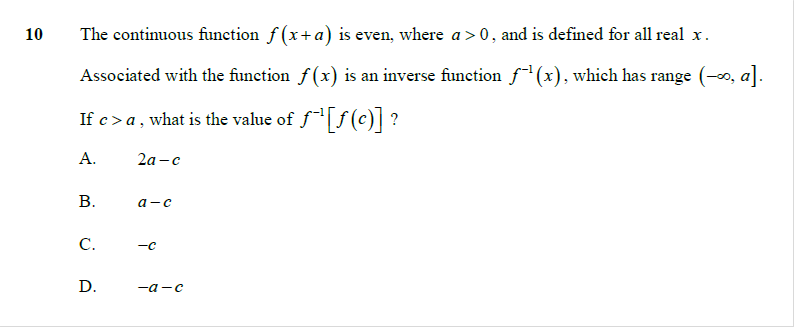 10 The continuous function f(x+a) is even, where a > 0, and is defined for all real x.
Associated with the function f(x) is an inverse function f⁻¹(x), which has range (−∞, a].
If c > a, what is the value of f⁻¹[f(c)] ?
A. 2a − c
B. a − c
C. −c
D. −a − c